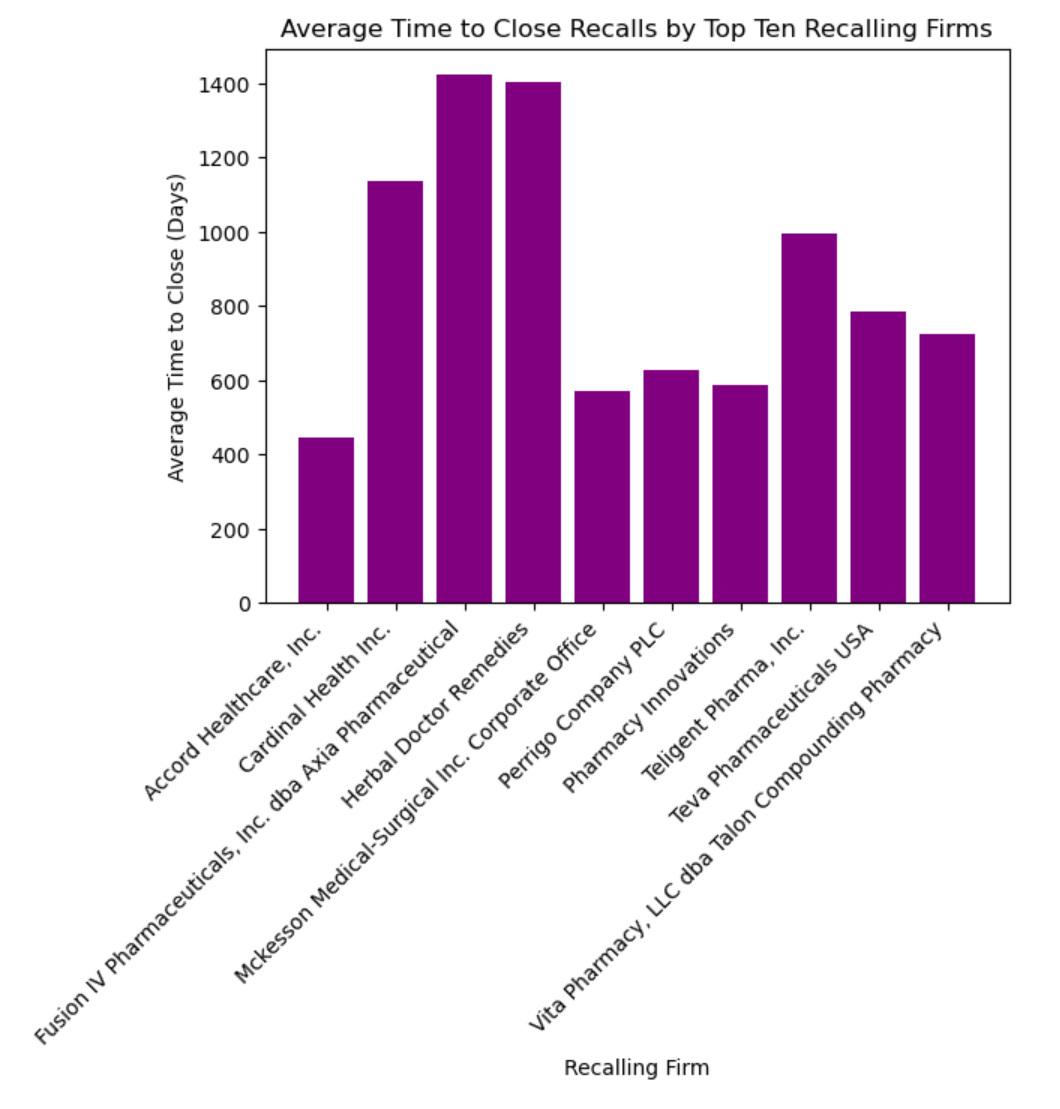 Average Time to Close Recalls by Top Ten Recalling Firms
Average Time to Close (Days)
1400
1200
1000
800
600
400
200
0
Accord Healthcare, Inc.
Cardinal Health Inc.
Fusion IV Pharmaceuticals, Inc. dba Axia Pharmaceutical
Herbal Doctor Remedies
Mckesson Medical-Surgical Inc. Corporate Office
Perrigo Company PLC
Pharmacy Innovations
Teligent Pharma, Inc.
Teva Pharmaceuticals USA
Vita Pharmacy, LLC dba Talon Compounding Pharmacy
Recalling Firm